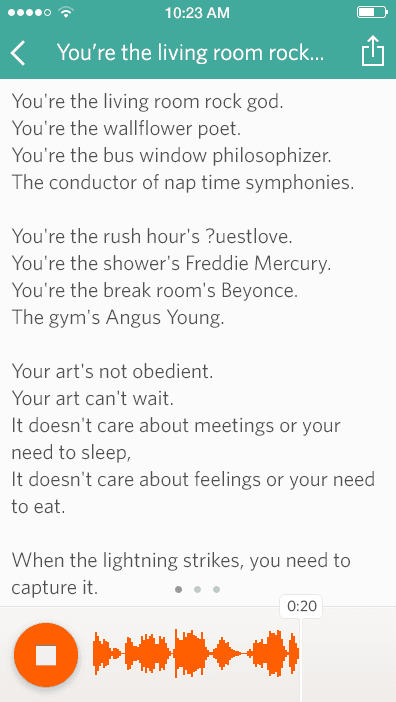 10:23 AM
You’re the living room rock...
You're the living room rock god.
You're the wallflower poet.
You're the bus window philosophizer.
The conductor of nap time symphonies.
You're the rush hour's ?uestlove.
You're the shower's Freddie Mercury.
You're the break room's Beyonce.
The gym's Angus Young.
Your art's not obedient.
Your art can't wait.
It doesn't care about meetings or your
need to sleep,
It doesn't care about feelings or your need
to eat.
When the lightning strikes, you need to
capture it.
0:20